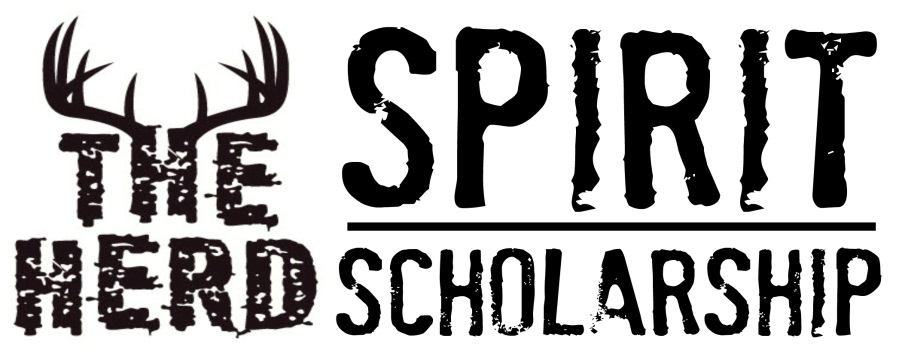 THE
HERD
SPIRIT
SCHOLARSHIP